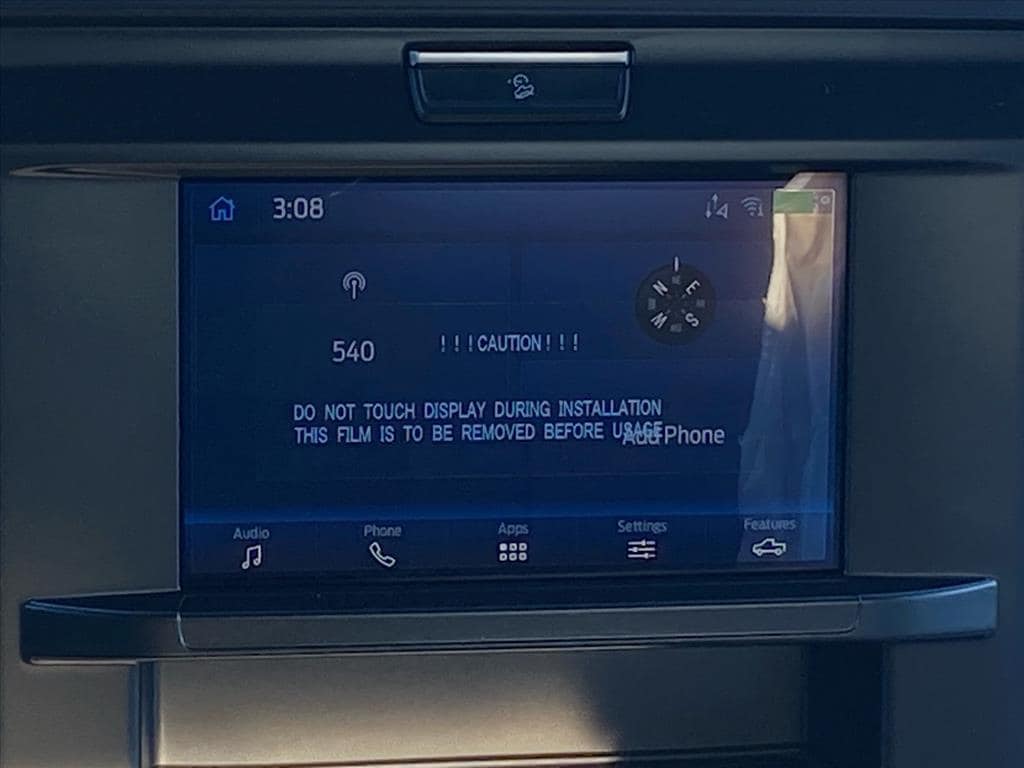 3:08
N E
W S
540
!!!CAUTION!!!
DO NOT TOUCH DISPLAY DURING INSTALLATION
THIS FILM IS TO BE REMOVED BEFORE USAGE
Add Phone
Audio Phone Apps Settings Features